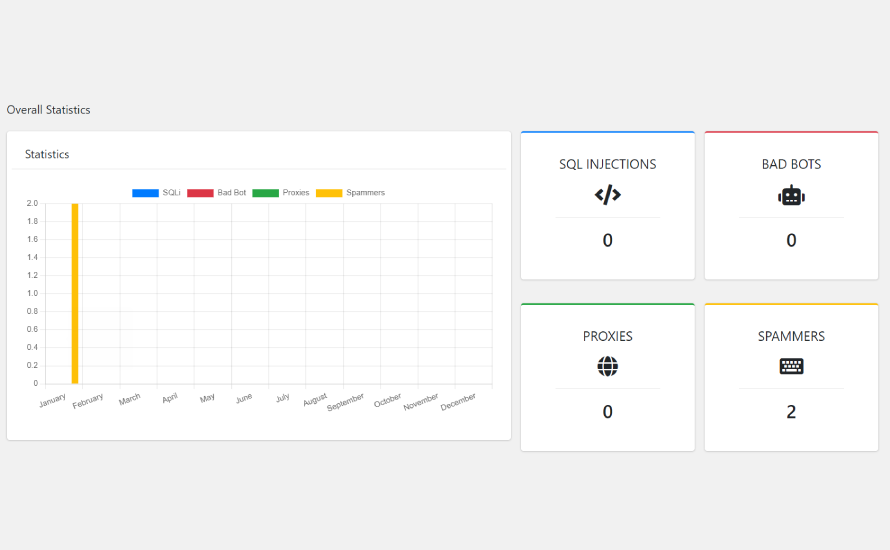 Overall Statistics
Statistics
SQLi Bad Bot Proxies Spammers
2.0
1.8
1.6
1.4
1.2
1.0
0.8
0.6
0.4
0.2
0
January February March April May June July August September October November December
SQL INJECTIONS
0
BAD BOTS
0
PROXIES
0
SPAMMERS
2